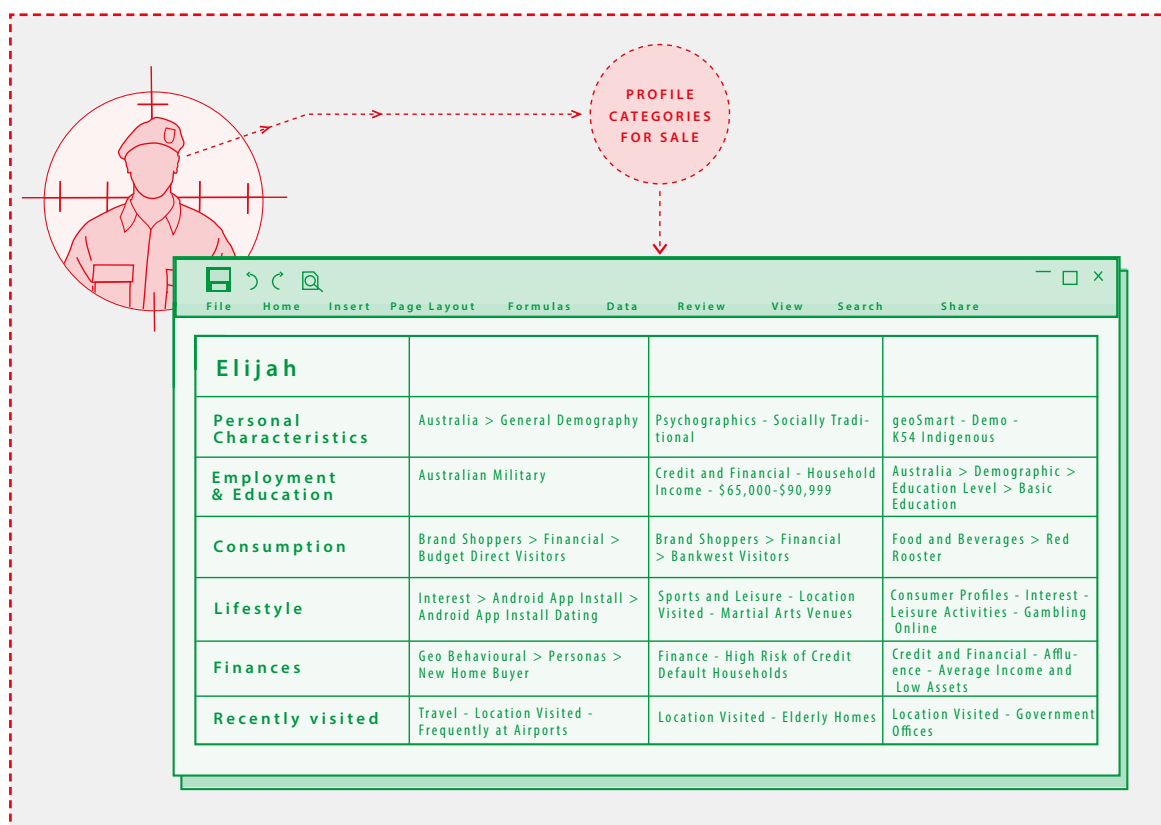 PROFILE
CATEGORIES
FOR SALE
File Home Insert Page Layout Formulas Data Review View Search Share
Elijah
Personal
Characteristics
Australia > General Demography
Psychographics - Socially Tradi-
tional
geoSmart - Demo -
K54 Indigenous
Employment
& Education
Australian Military
Credit and Financial - Household
Income - $65,000-$90,999
Australia > Demographic >
Education Level > Basic
Education
Consumption
Brand Shoppers > Financial >
Budget Direct Visitors
Brand Shoppers > Financial
> Bankwest Visitors
Food and Beverages > Red
Rooster
Lifestyle
Interest > Android App Install >
Android App Install Dating
Sports and Leisure - Location
Visited - Martial Arts Venues
Consumer Profiles - Interest -
Leisure Activities - Gambling
Online
Finances
Geo Behavioural > Personas >
New Home Buyer
Finance - High Risk of Credit
Default Households
Credit and Financial - Afflu-
ence - Average Income and
Low Assets
Recently visited
Travel - Location Visited -
Frequently at Airports
Location Visited - Elderly Homes
Location Visited - Government
Offices